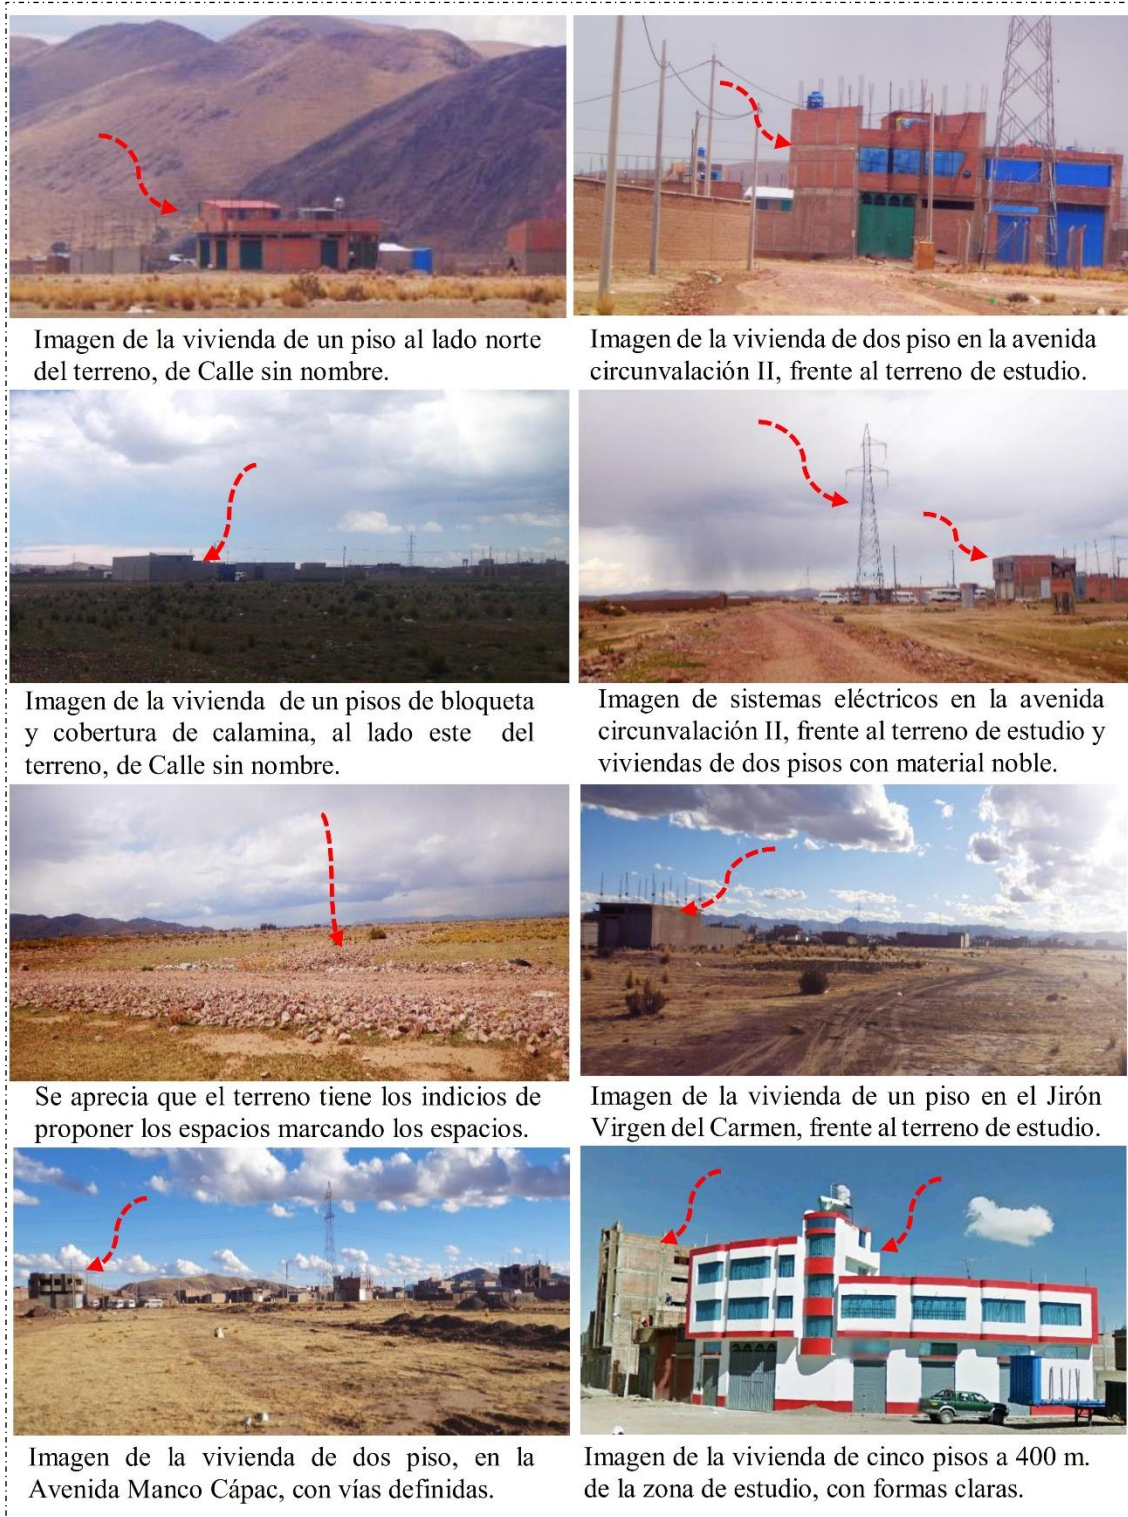 Imagen de la vivienda de un piso al lado norte
del terreno, de Calle sin nombre.
Imagen de la vivienda de dos piso en la avenida
circunvalación II, frente al terreno de estudio.
Imagen de la vivienda de un pisos de bloqueta
y cobertura de calamina, al lado este del
terreno, de Calle sin nombre.
Imagen de sistemas eléctricos en la avenida
circunvalación II, frente al terreno de estudio y
viviendas de dos pisos con material noble.
Se aprecia que el terreno tiene los indicios de
proponer los espacios marcando los espacios.
Imagen de la vivienda de un piso en el Jirón
Virgen del Carmen, frente al terreno de estudio.
Imagen de la vivienda de dos piso, en la
Avenida Manco Cápac, con vías definidas.
Imagen de la vivienda de cinco pisos a 400 m.
de la zona de estudio, con formas claras.